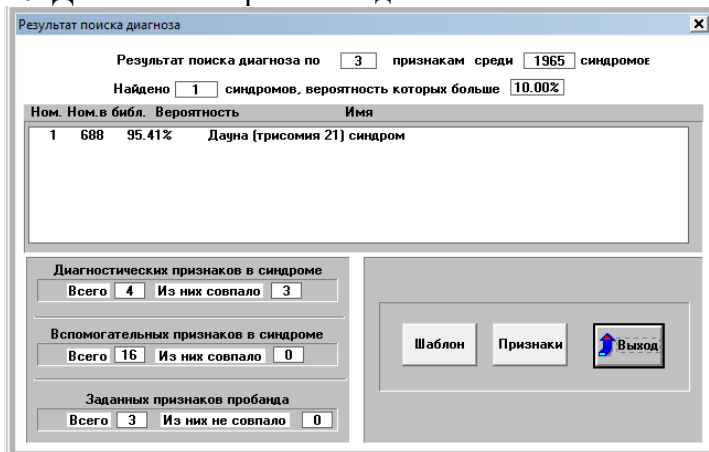 Результат поиска диагноза
Результат поиска диагноза по 3 признакам среди 1965 синдромов
Найдено 1 синдромов, вероятность которых больше 10.00%
Ном. Ном.в библ. Вероятность Имя
1 688 95.41% Дауна (трисомия 21) синдром
Диагностических признаков в синдроме
Всего 4 Из них совпало 3
Вспомогательных признаков в синдроме
Всего 16 Из них совпало 0
Заданных признаков пробанда
Всего 3 Из них не совпало 0
Шаблон Признаки Выход